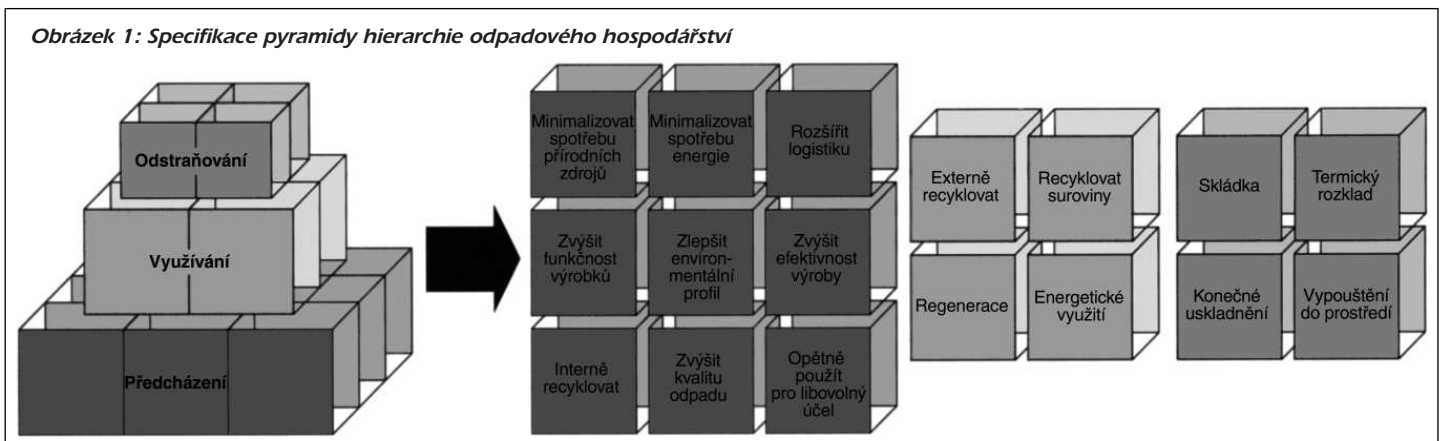 Obrázek 1: Specifikace pyramidy hierarchie odpadového hospodářství
Odstraňování
Využívání
Předcházení
Minimalizovat
spotřebu
přírodních
zdrojů
Minimalizovat
spotřebu
energie
Rozšířit
logistiku
Zvýšit
funkčnost
výrobků
Zlepšit
environ-
mentální
profil
Zvýšit
efektivnost
výroby
Interně
recyklovat
Zvýšit
kvalitu
odpadu
Opětně
použít
pro libovolný
účel
Externě
recyklovat
Recyklovat
suroviny
Regenerace
Energetické
využití
Skládka
Termický
rozklad
Konečné
uskladnění
Vypouštění
do prostředí